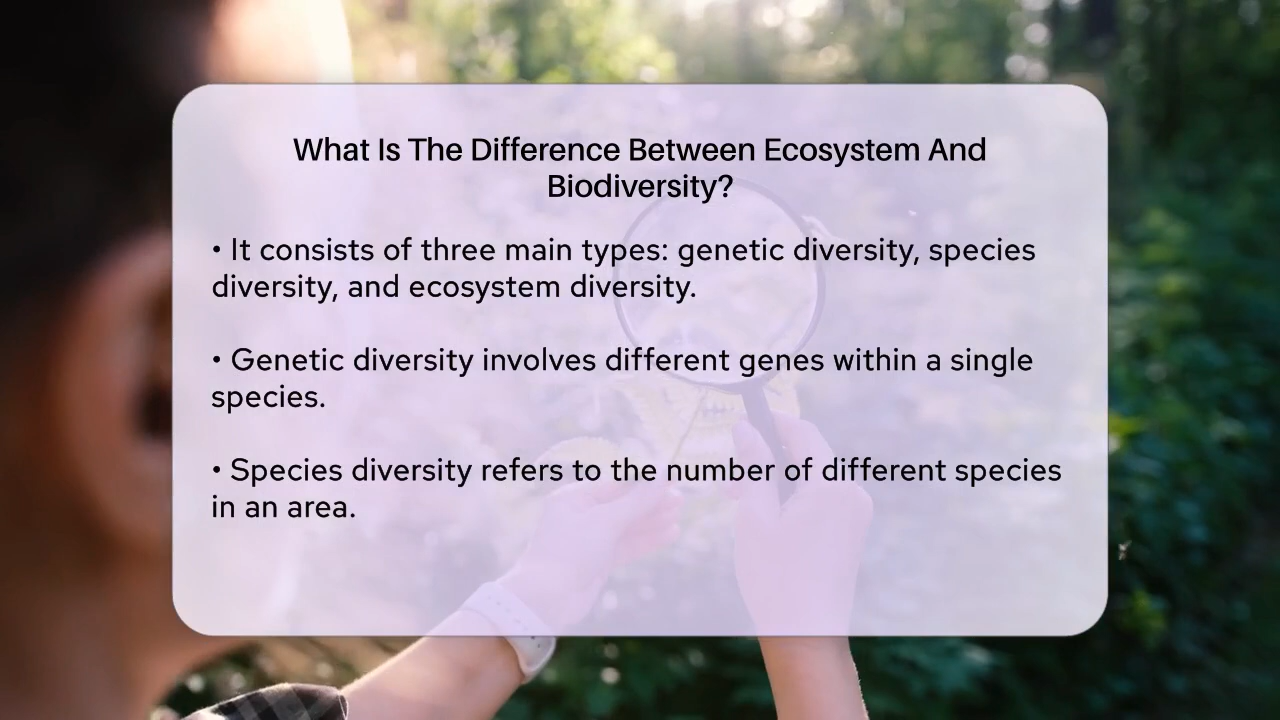 What Is The Difference Between Ecosystem And
Biodiversity?
• It consists of three main types: genetic diversity, species
diversity, and ecosystem diversity.
• Genetic diversity involves different genes within a single
species.
• Species diversity refers to the number of different species
in an area.